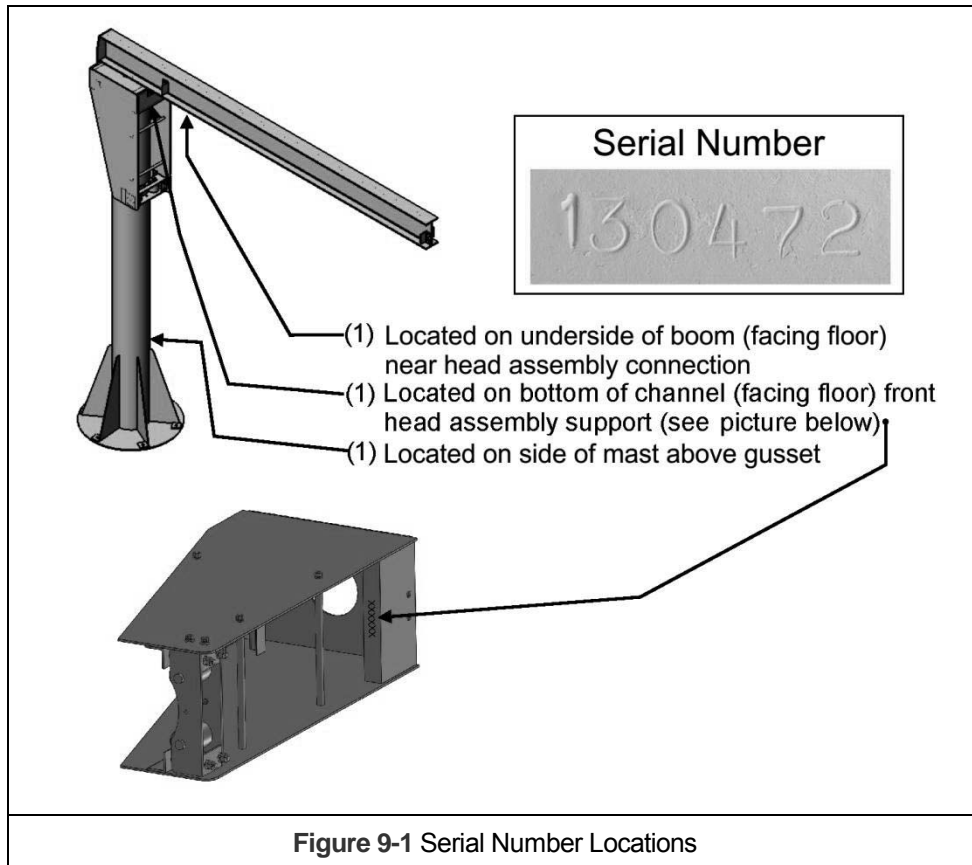 Serial Number
130472
(1) Located on underside of boom (facing floor)
near head assembly connection
(1) Located on bottom of channel (facing floor) front
head assembly support (see picture below)
(1) Located on side of mast above gusset
XXXXXX
Figure 9-1 Serial Number Locations